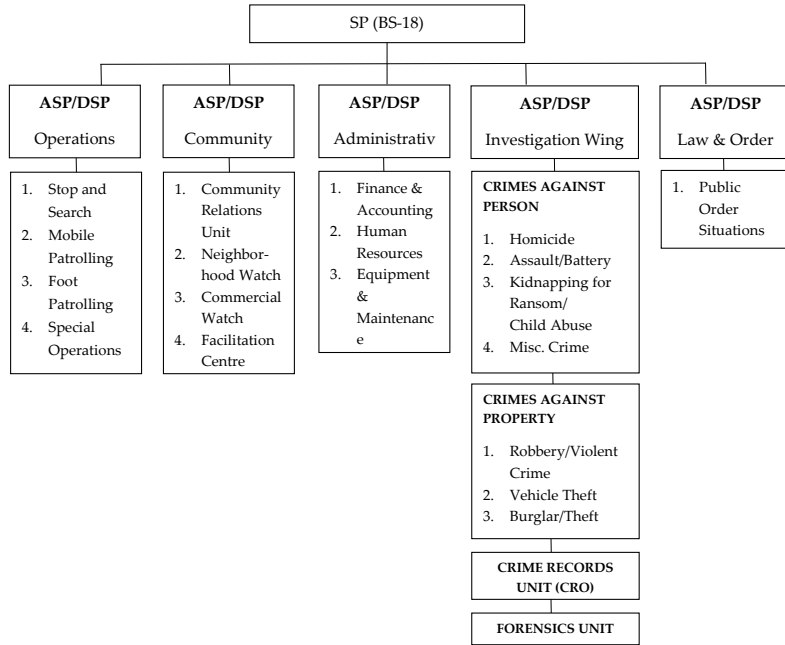 SP (BS-18)
ASP/DSP
Operations
ASP/DSP
Community
ASP/DSP
Administrativ
ASP/DSP
Investigation Wing
ASP/DSP
Law & Order
1. Stop and
Search
2. Mobile
Patrolling
3. Foot
Patrolling
4. Special
Operations
1. Community
Relations
Unit
2. Neighbor-
hood Watch
3. Commercial
Watch
4. Facilitation
Centre
1. Finance &
Accounting
2. Human
Resources
3. Equipment
&
Maintenanc
e
CRIMES AGAINST
PERSON
1. Homicide
2. Assault/Battery
3. Kidnapping for
Ransom/
Child Abuse
4. Misc. Crime
CRIMES AGAINST
PROPERTY
1. Robbery/Violent
Crime
2. Vehicle Theft
3. Burglar/Theft
CRIME RECORDS
UNIT (CRO)
FORENSICS UNIT
1. Public
Order
Situations